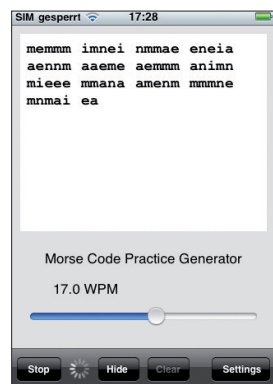 SIM gesperrt 17:28
memmm imnei nmmae eneia
aennm aaeme aemmm animn
mieee mmana amenm mmmne
mnmai ea
Morse Code Practice Generator
17.0 WPM
Stop Hide Clear Settings